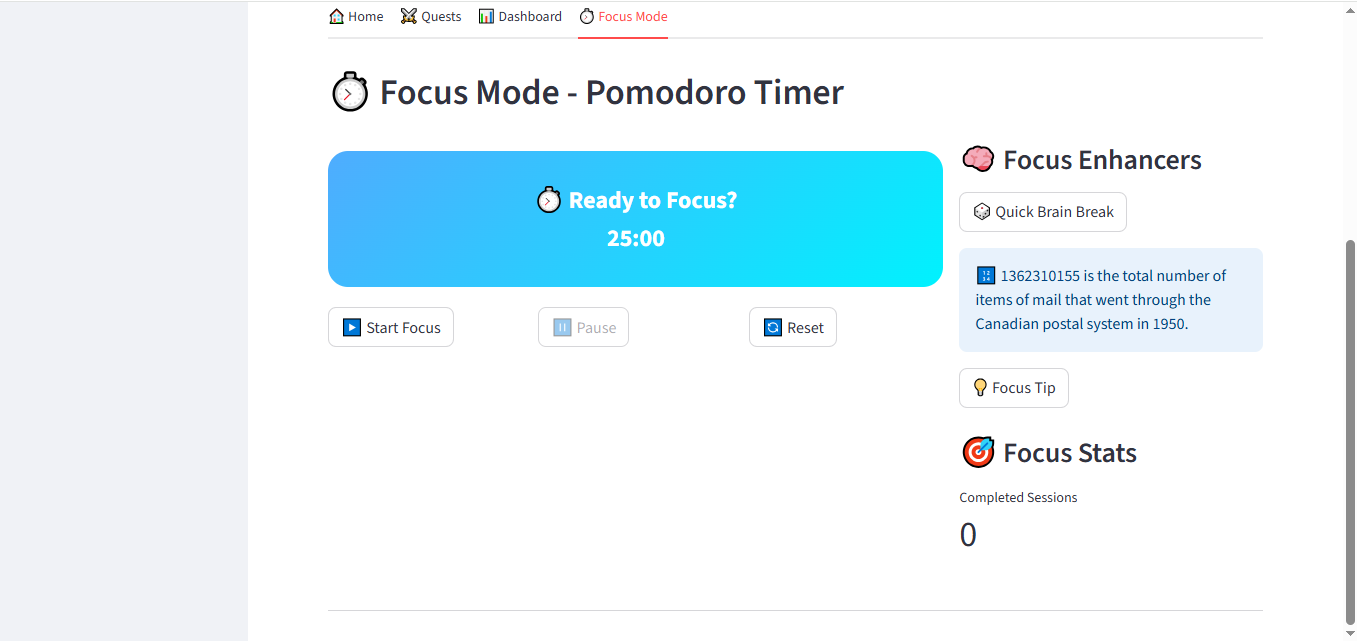 Home Quests Dashboard Focus Mode
Focus Mode - Pomodoro Timer
Ready to Focus?
25:00
Start Focus Pause Reset
Focus Enhancers
Quick Brain Break
1362310155 is the total number of
items of mail that went through the
Canadian postal system in 1950.
Focus Tip
Focus Stats
Completed Sessions
0